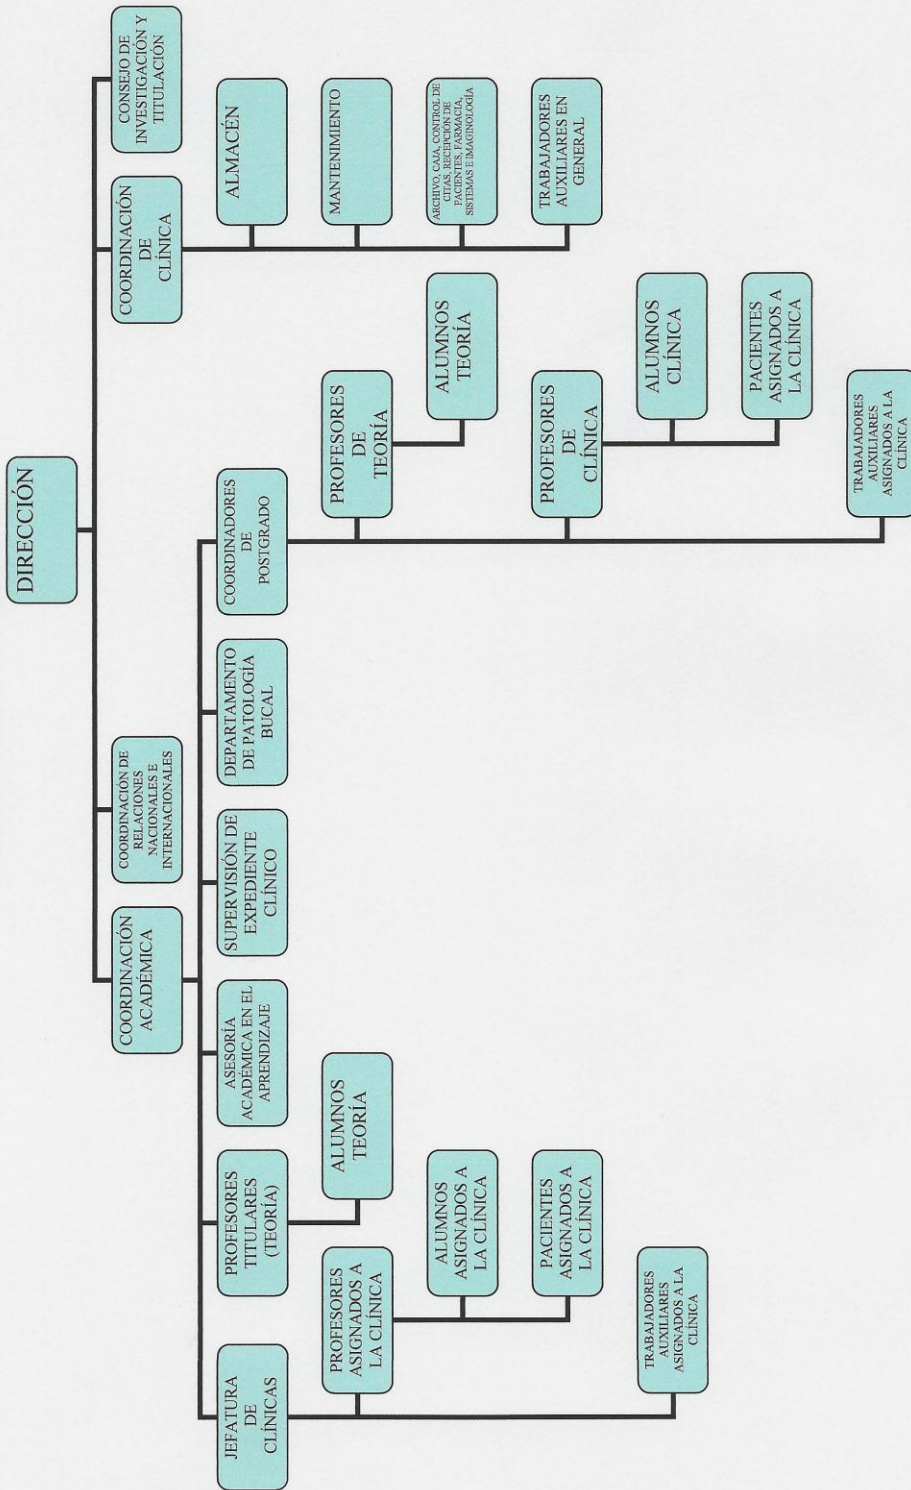 DIRECCIÓN
COORDINACIÓN
ACADÉMICA
COORDINACIÓN DE
RELACIONES
NACIONALES E
INTERNACIONALES
COORDINACIÓN
DE
CLÍNICA
CONSEJO DE
INVESTIGACIÓN Y
TITULACIÓN
JEFATURA
DE
CLÍNICAS
PROFESORES
TITULARES
(TEORÍA)
ASESORÍA
ACADÉMICA EN EL
APRENDIZAJE
SUPERVISIÓN DE
EXPEDIENTE
CLÍNICO
DEPARTAMENTO
DE PATOLOGÍA
BUCAL
COORDINADORES
DE
POSTGRADO
ALMACÉN
PROFESORES
ASIGNADOS A
LA CLÍNICA
ALUMNOS
TEORÍA
PROFESORES
DE
TEORÍA
MANTENIMIENTO
ALUMNOS
ASIGNADOS A
LA CLÍNICA
ALUMNOS
TEORÍA
ARCHIVO, CAJA, CONTROL DE
CITAS, RECEPCIÓN DE
PACIENTES, FARMACIA,
SISTEMAS E IMAGINOLOGÍA
PACIENTES
ASIGNADOS A
LA CLÍNICA
PROFESORES
DE
CLÍNICA
TRABAJADORES
AUXILIARES EN
GENERAL
TRABAJADORES
AUXILIARES
ASIGNADOS A LA
CLÍNICA
ALUMNOS
CLÍNICA
PACIENTES
ASIGNADOS A
LA CLÍNICA
TRABAJADORES
AUXILIARES
ASIGNADOS A LA
CLÍNICA